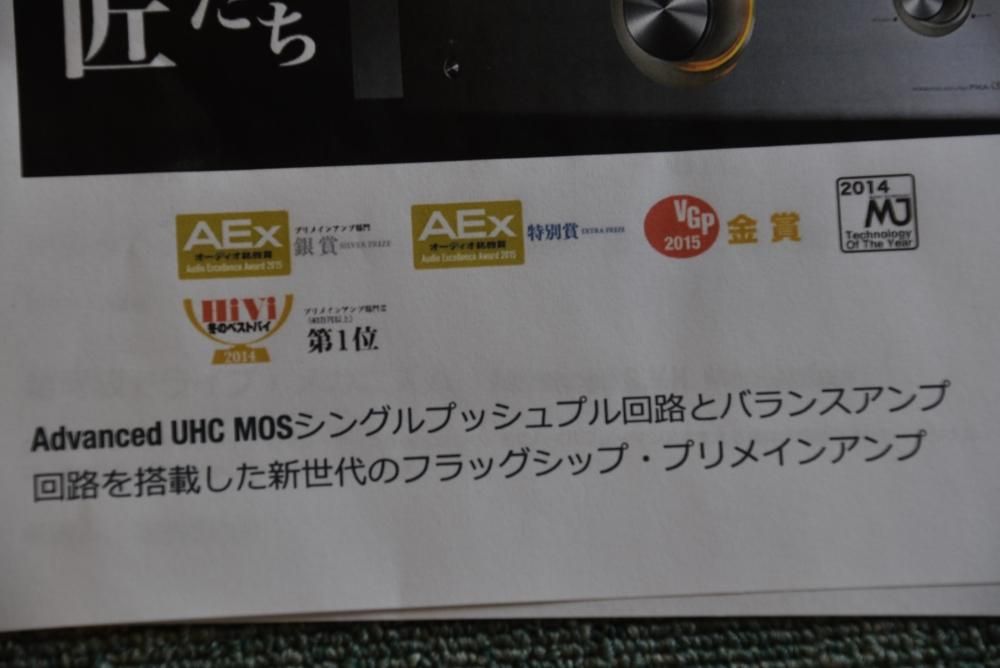 匠たち
AEx
オーディオ銘機賞
Audio Excellence Award 2015
プリメインアンプ部門
銀賞 SILVER PRIZE
AEx
オーディオ銘機賞
Audio Excellence Award 2015
特別賞 EXTRA PRIZE
VGP
2015
金賞
2014
MJ
Technology
Of The Year
HiVi
冬のベストバイ
2014
第1位
Advanced UHC MOSシングルプッシュプル回路とバランスアンプ
回路を搭載した新世代のフラッグシップ・プリメインアンプ